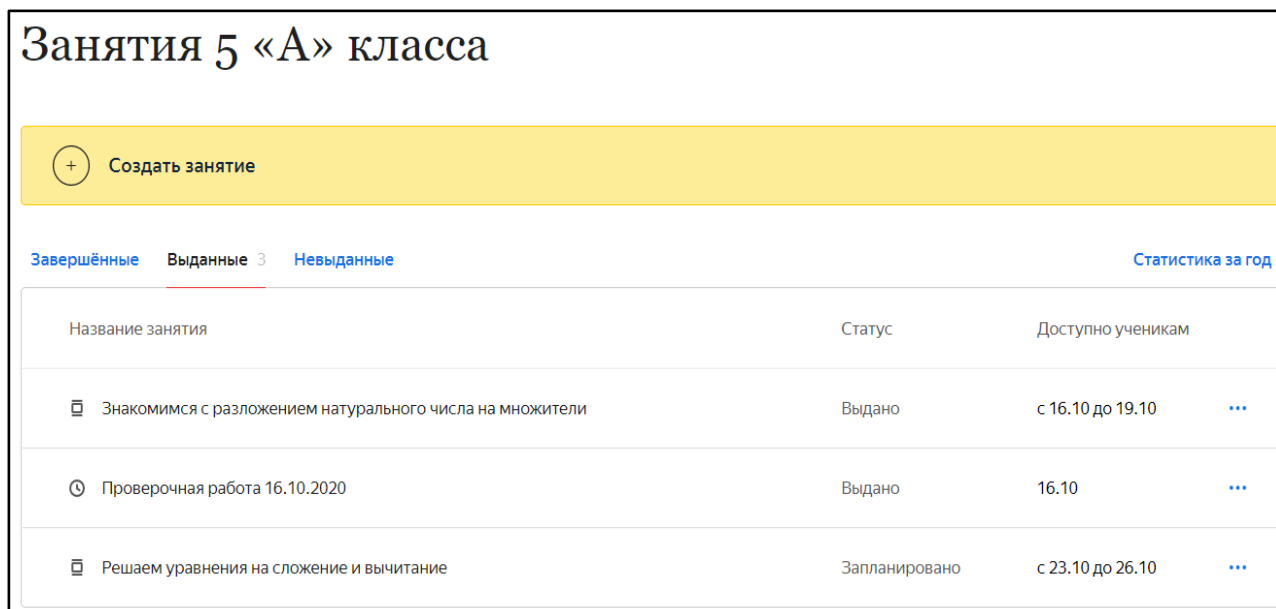 Занятия 5 «А» класса
+ Создать занятие
Завершённые Выданные 3 Невыданные Статистика за год
Название занятия Статус Доступно ученикам
Знакомимся с разложением натурального числа на множители Выдано с 16.10 до 19.10 •••
Проверочная работа 16.10.2020 Выдано 16.10 •••
Решаем уравнения на сложение и вычитание Запланировано с 23.10 до 26.10 •••